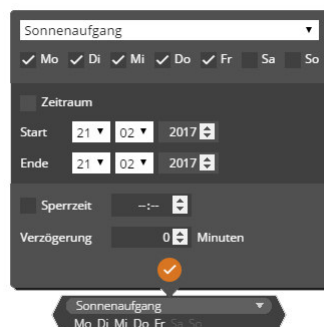 Sonnenaufgang
Mo Di Mi Do Fr Sa So
Zeitraum
Start 21 02 2017
Ende 21 02 2017
Sperrzeit --:--
Verzögerung 0 Minuten
Sonnenaufgang
Mo Di Mi Do Fr Sa So